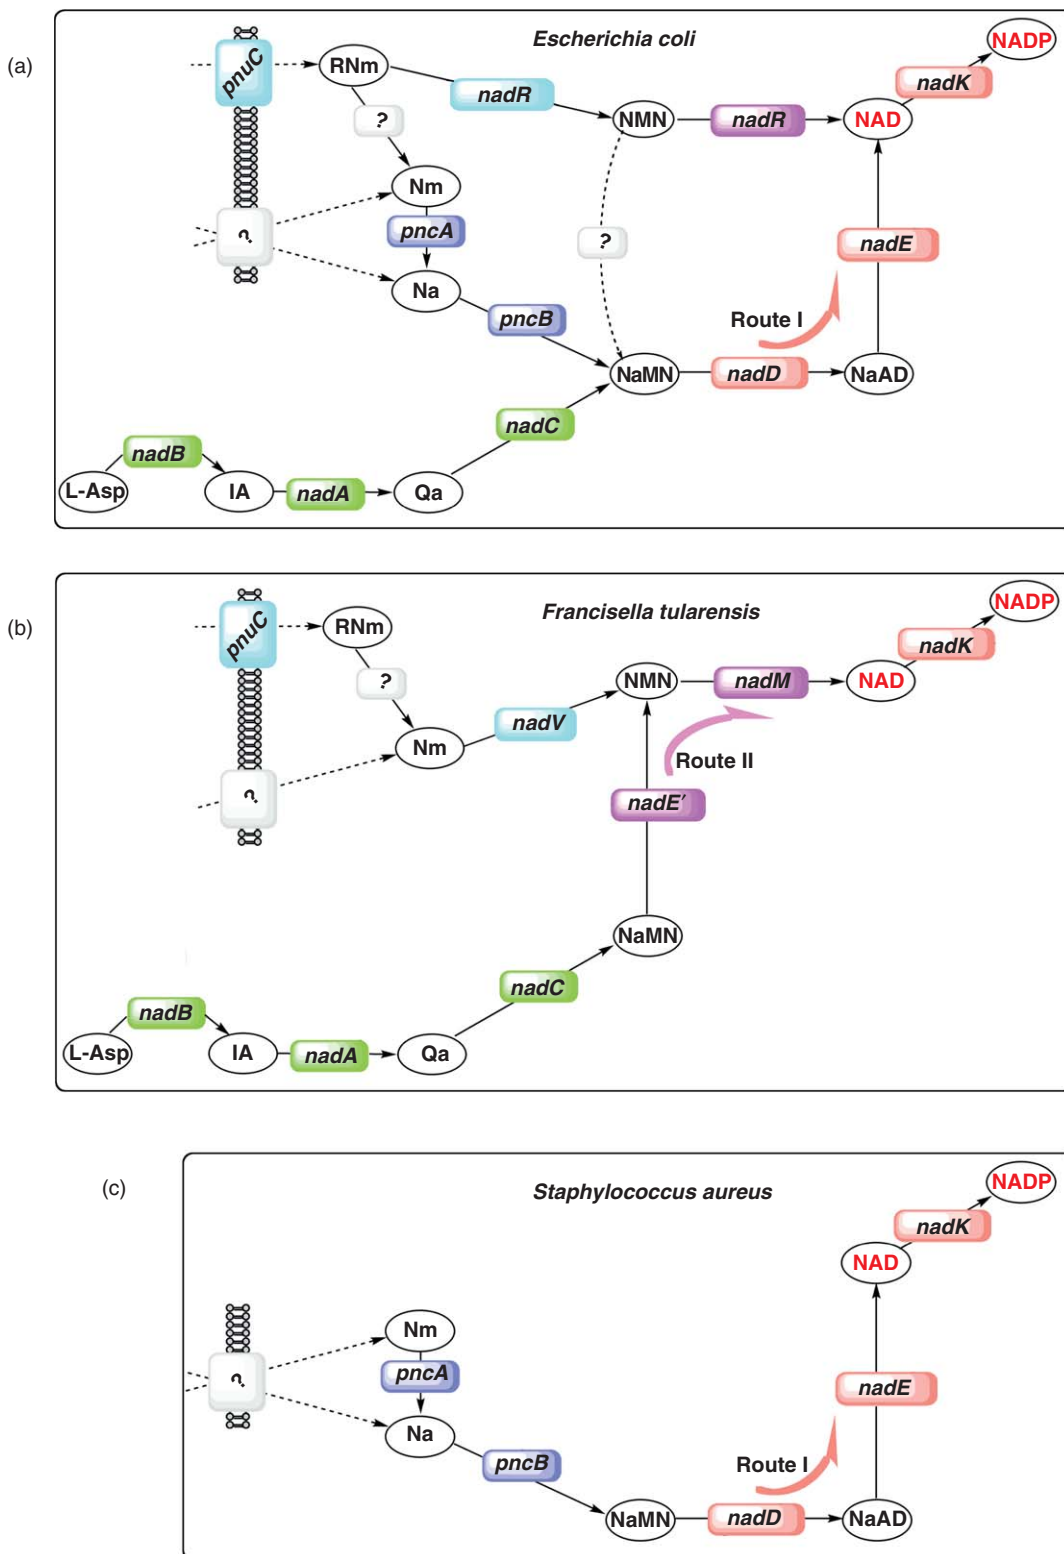 (a)
Escherichia coli
NADP
nadK
pnuC
RNm
nadR
NMN
nadR
NAD
?
Nm
pncA
?
nadE
?
Na
pncB
Route I
NaMN
nadD
NaAD
nadC
nadB
L-Asp
IA
nadA
Qa
(b)
Francisella tularensis
NADP
nadK
pnuC
RNm
?
NMN
nadM
NAD
nadV
Nm
Route II
?
nadE′
NaMN
nadC
nadB
L-Asp
IA
nadA
Qa
(c)
Staphylococcus aureus
NADP
nadK
NAD
Nm
pncA
?
nadE
Na
pncB
Route I
NaMN
nadD
NaAD